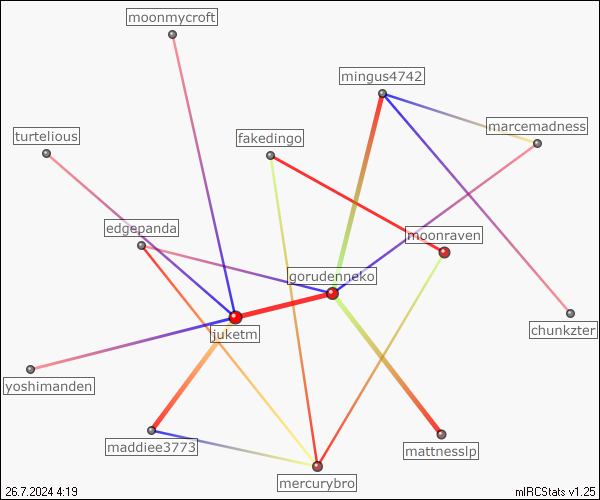 moonmycroft
mingus4742
marcemadness
turtelious
fakedingo
edgepanda
moonraven
gorudenneko
juketm
chunkzter
yoshimanden
maddiee3773
mattnesslp
mercurybro
26.7.2024 4:19
mIRCStats v1.25